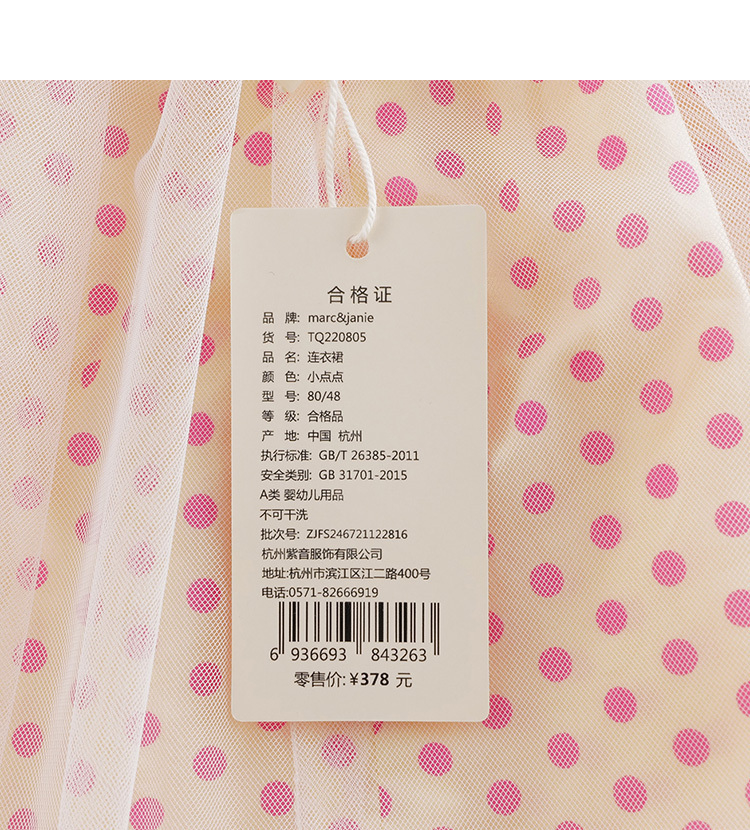 合格证
品 牌: marc&janie
货 号: TQ220805
品 名: 连衣裙
颜 色: 小点点
型 号: 80/48
等 级: 合格品
产 地: 中国 杭州
执行标准: GB/T 26385-2011
安全类别: GB 31701-2015
A类 婴幼儿用品
不可干洗
批次号: ZJFS246721122816
杭州紫音服饰有限公司
地址:杭州市滨江区江二路400号
电话:0571-82666919
6 936693 843263
零售价:¥378 元